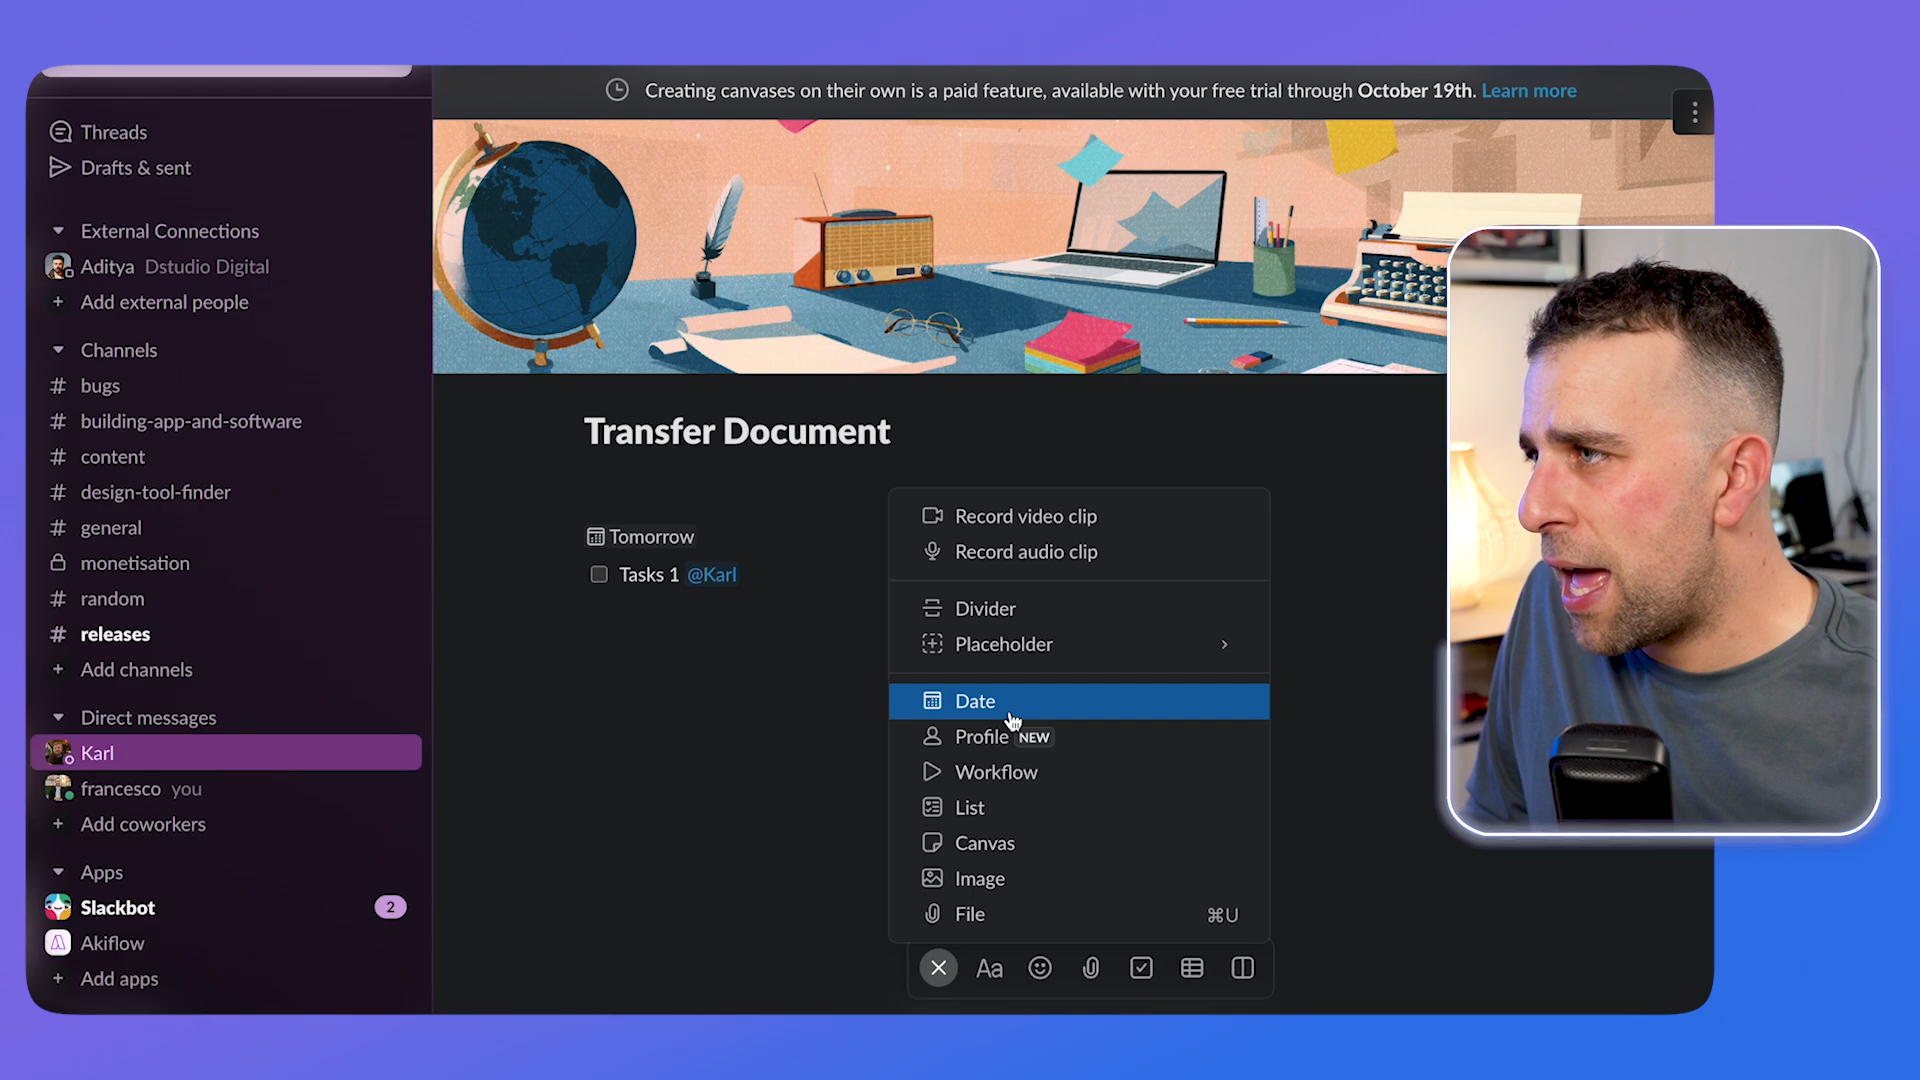 Creating canvases on their own is a paid feature, available with your free trial through October 19th. Learn more
Threads
Drafts & sent
External Connections
Aditya Dstudio Digital
+ Add external people
Channels
# bugs
# building-app-and-software
# content
# design-tool-finder
# general
monetisation
# random
# releases
+ Add channels
Direct messages
Karl
francesco you
+ Add coworkers
Apps
Slackbot 2
Akiflow
+ Add apps
Transfer Document
Tomorrow
Tasks 1 @Karl
Record video clip
Record audio clip
Divider
Placeholder
Date
Profile NEW
Workflow
List
Canvas
Image
File ⌘U
Aa